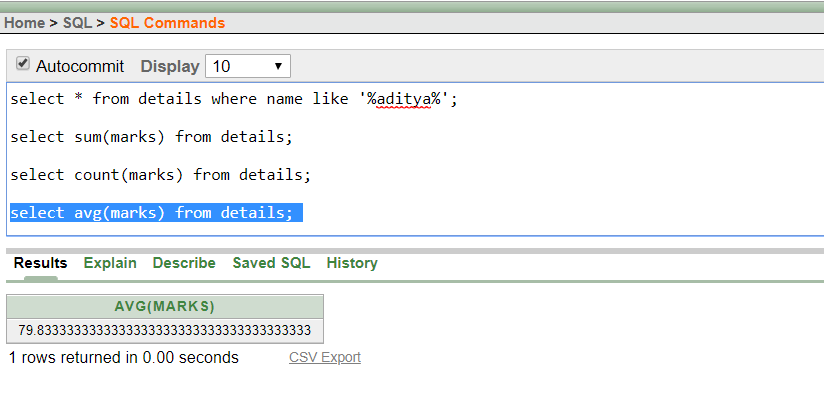 Home > SQL > SQL Commands
Autocommit Display 10
select * from details where name like '%aditya%';
select sum(marks) from details;
select count(marks) from details;
select avg(marks) from details;
Results Explain Describe Saved SQL History
AVG(MARKS)
79.8333333333333333333333333333333333333
1 rows returned in 0.00 seconds CSV Export